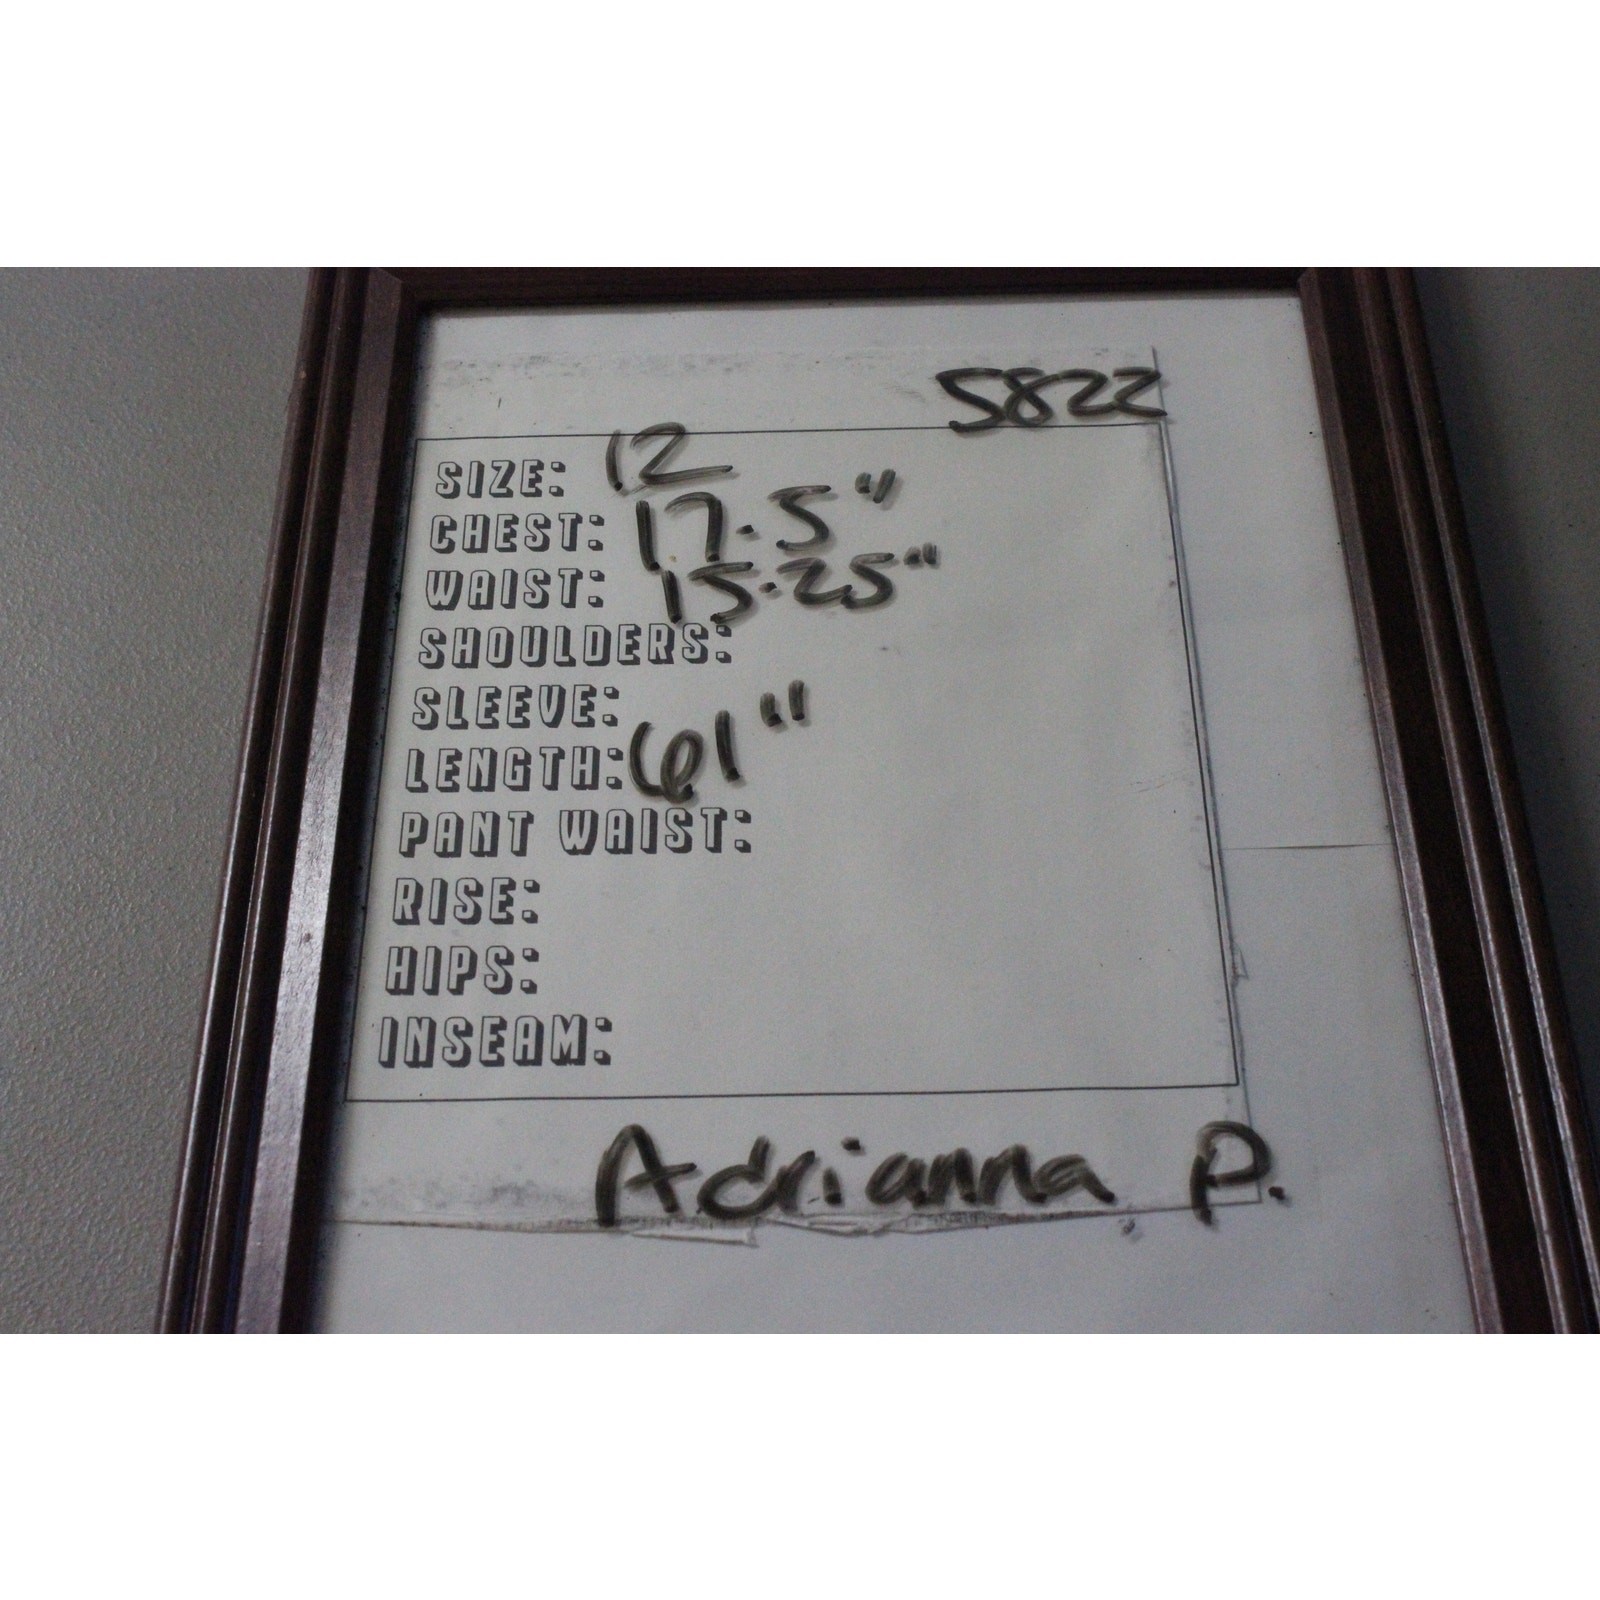 5822
SIZE: 12
CHEST: 17.5"
WAIST: 15.25"
SHOULDERS:
SLEEVE:
LENGTH: 61"
PANT WAIST:
RISE:
HIPS:
INSEAM:
Adrianna P.